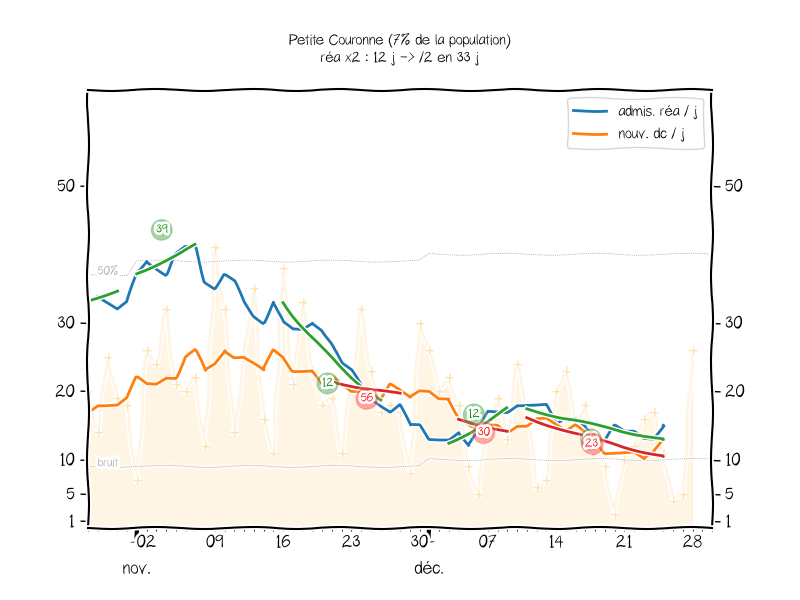 Petite Couronne (7% de la population)
réa x2 : 12 j -> /2 en 33 j
admis. réa / j
nouv. dc / j
50 50
39
50%
30 30
12
56
20 20
12
30
23
bruit
10 10
5 5
1 1
02 09 16 23 30 07 14 21 28
nov. déc.